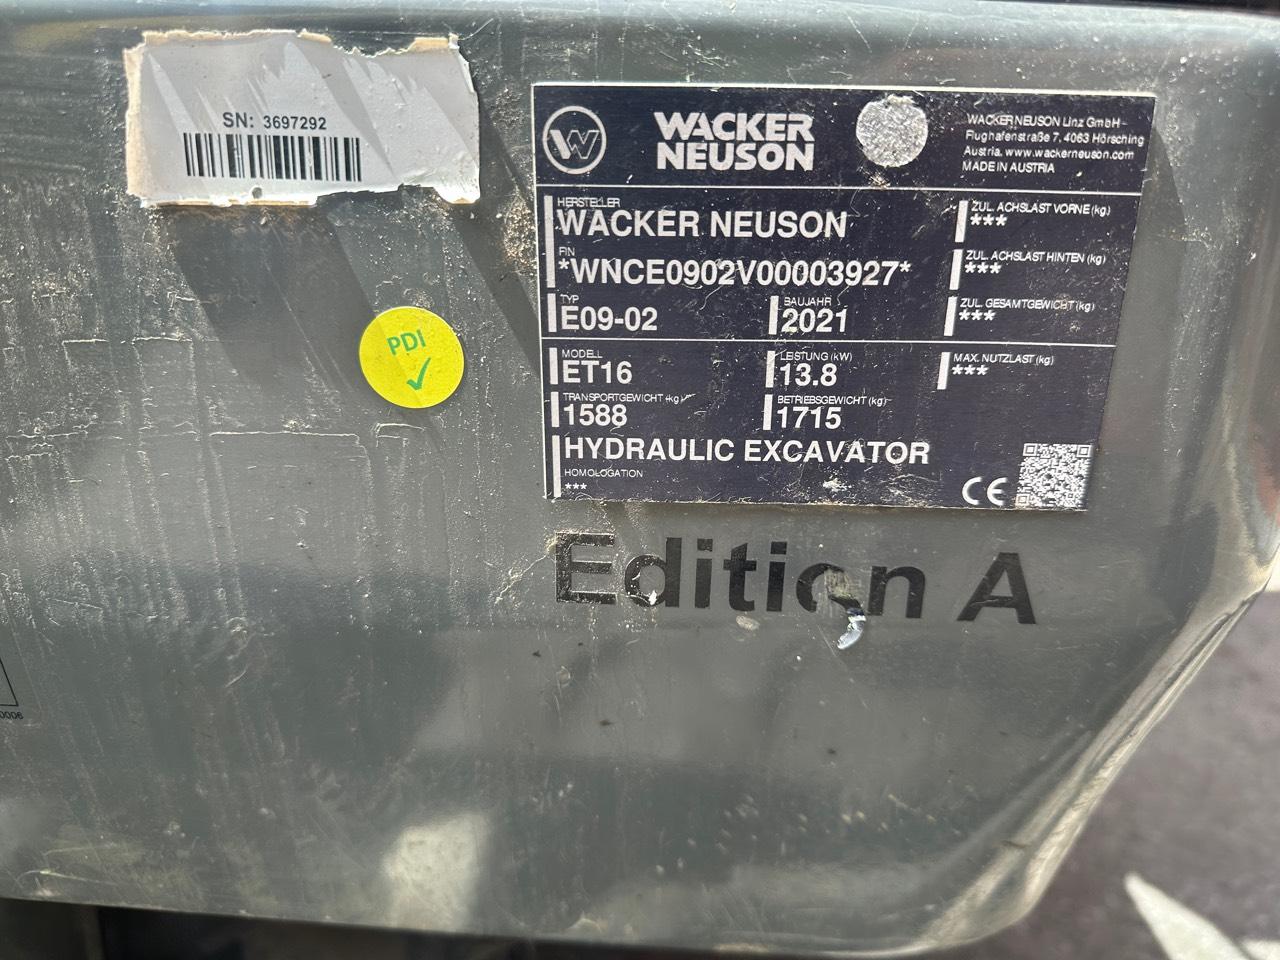 SN: 3697292
PDI
WACKER
NEUSON
WACKER NEUSON Linz GmbH -
Flughafenstraße 7, 4063 Hörsching
Austria, www.wackerneuson.com
MADE IN AUSTRIA
HERSTELLER
WACKER NEUSON
FIN
*WNCE0902V00003927*
TYP
E09-02
BAUJAHR
2021
MODELL
ET16
LEISTUNG (kW)
13.8
TRANSPORTGEWICHT (kg)
1588
BETRIEBSGEWICHT (kg)
1715
HYDRAULIC EXCAVATOR
HOMOLOGATION
***
ZUL. ACHSLAST VORNE (kg)
***
ZUL. ACHSLAST HINTEN (kg)
***
ZUL. GESAMTGEWICHT (kg)
***
MAX. NUTZLAST (kg)
***
CE
Edition A
0006